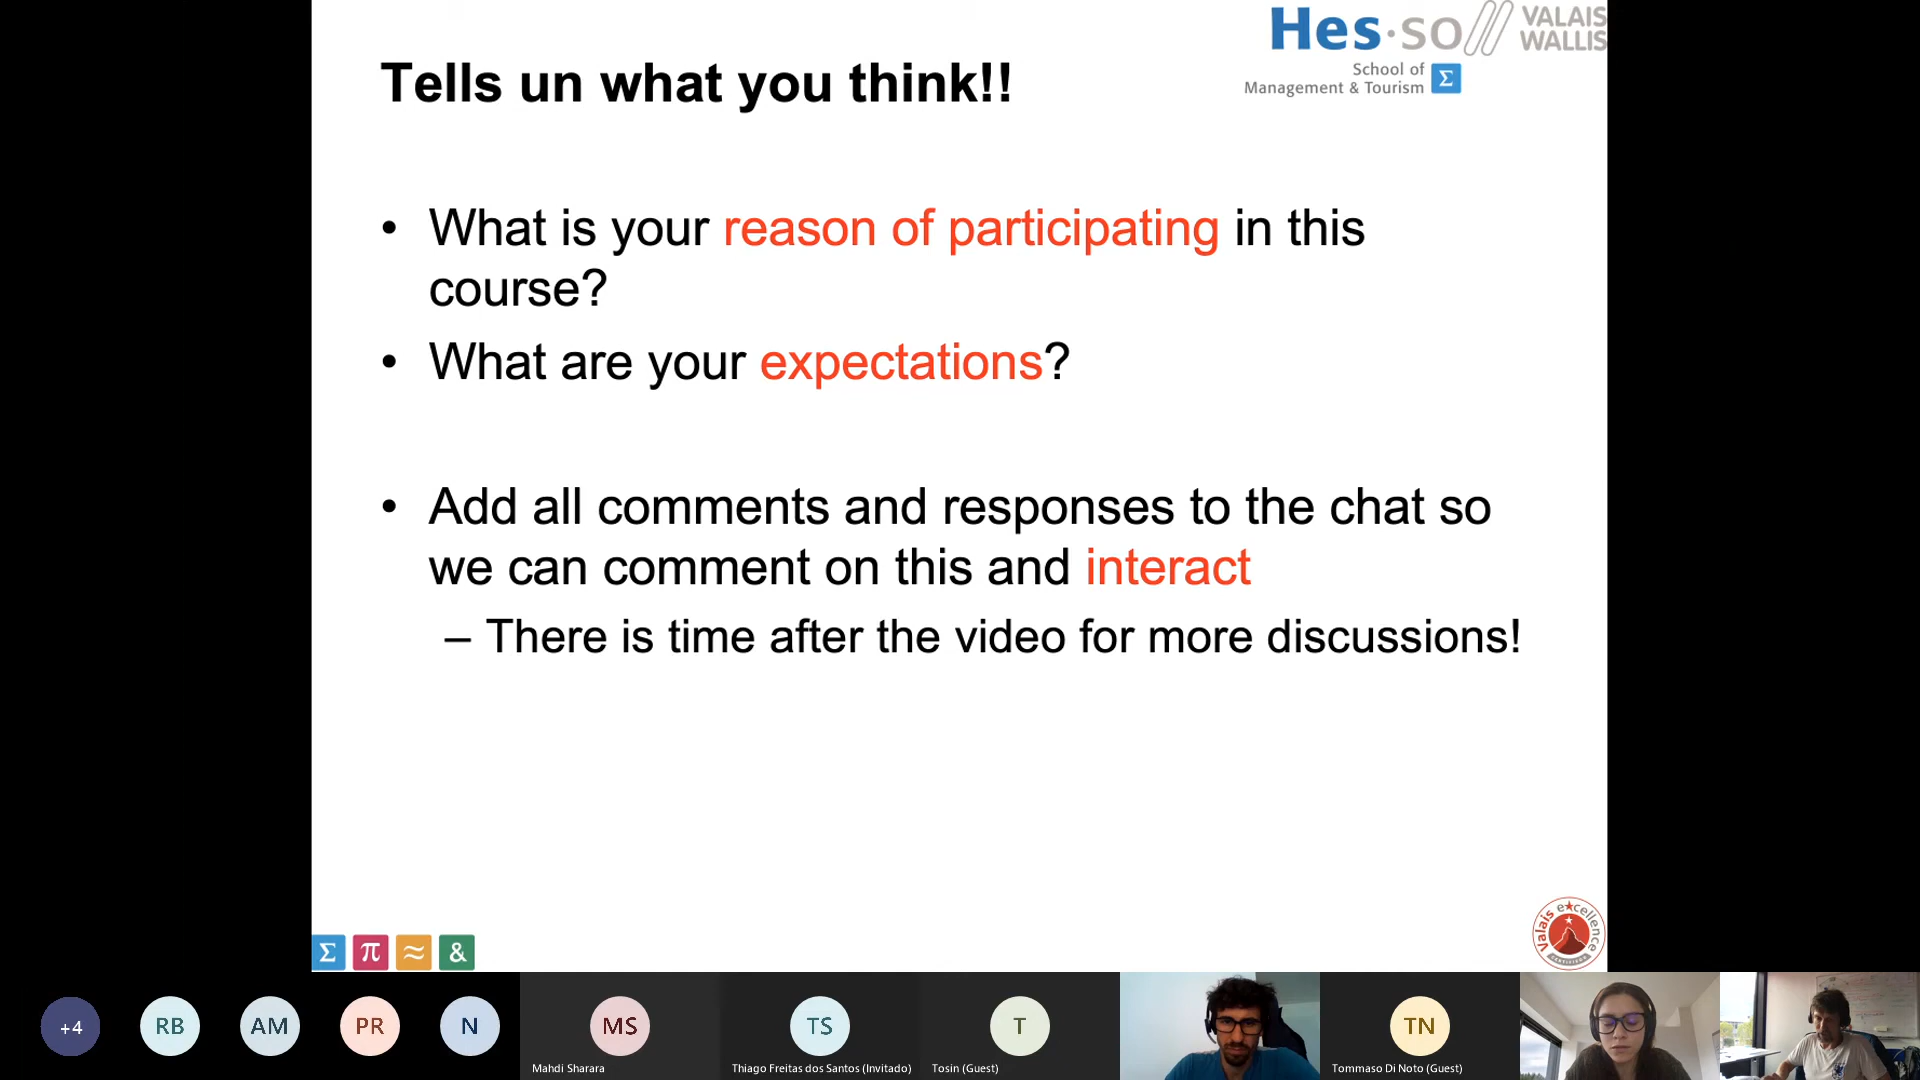 Hes·so
VALAIS
WALLIS
School of
Management & Tourism
Σ
Tells un what you think!!
• What is your reason of participating in this
course?
• What are your expectations?
• Add all comments and responses to the chat so
we can comment on this and interact
– There is time after the video for more discussions!
Σ π ≈ &
valais excellence
+4
RB
AM
PR
N
MS
TS
T
TN
Mahdi Sharara
Thiago Freitas dos Santos (Invitado)
Tosin (Guest)
Tommaso Di Noto (Guest)